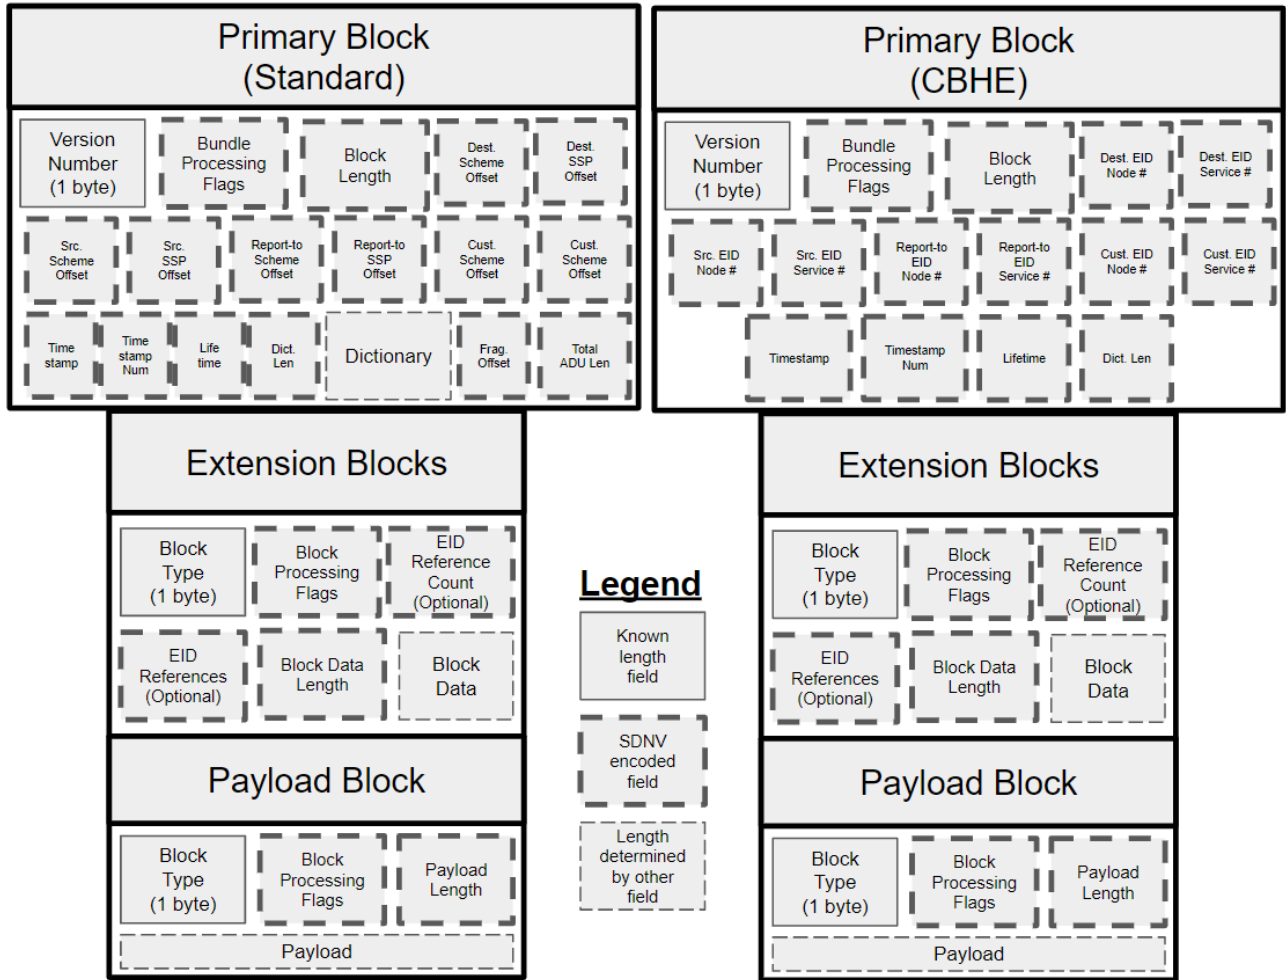 Primary Block
(Standard)
Version
Number
(1 byte)
Bundle
Processing
Flags
Block
Length
Dest.
Scheme
Offset
Dest.
SSP
Offset
Src.
Scheme
Offset
Src.
SSP
Offset
Report-to
Scheme
Offset
Report-to
SSP
Offset
Cust.
Scheme
Offset
Cust.
Scheme
Offset
Time
stamp
Time
stamp
Num
Life
time
Dict.
Len
Dictionary
Frag.
Offset
Total
ADU Len
Extension Blocks
Block
Type
(1 byte)
Block
Processing
Flags
EID
Reference
Count
(Optional)
EID
References
(Optional)
Block Data
Length
Block
Data
Payload Block
Block
Type
(1 byte)
Block
Processing
Flags
Payload
Length
Payload
Legend
Known
length
field
SDNV
encoded
field
Length
determined
by other
field
Primary Block
(CBHE)
Version
Number
(1 byte)
Bundle
Processing
Flags
Block
Length
Dest. EID
Node #
Dest. EID
Service #
Src. EID
Node #
Src. EID
Service #
Report-to
EID
Node #
Report-to
EID
Service #
Cust. EID
Node #
Cust. EID
Service #
Timestamp
Timestamp
Num
Lifetime
Dict. Len
Extension Blocks
Block
Type
(1 byte)
Block
Processing
Flags
EID
Reference
Count
(Optional)
EID
References
(Optional)
Block Data
Length
Block
Data
Payload Block
Block
Type
(1 byte)
Block
Processing
Flags
Payload
Length
Payload